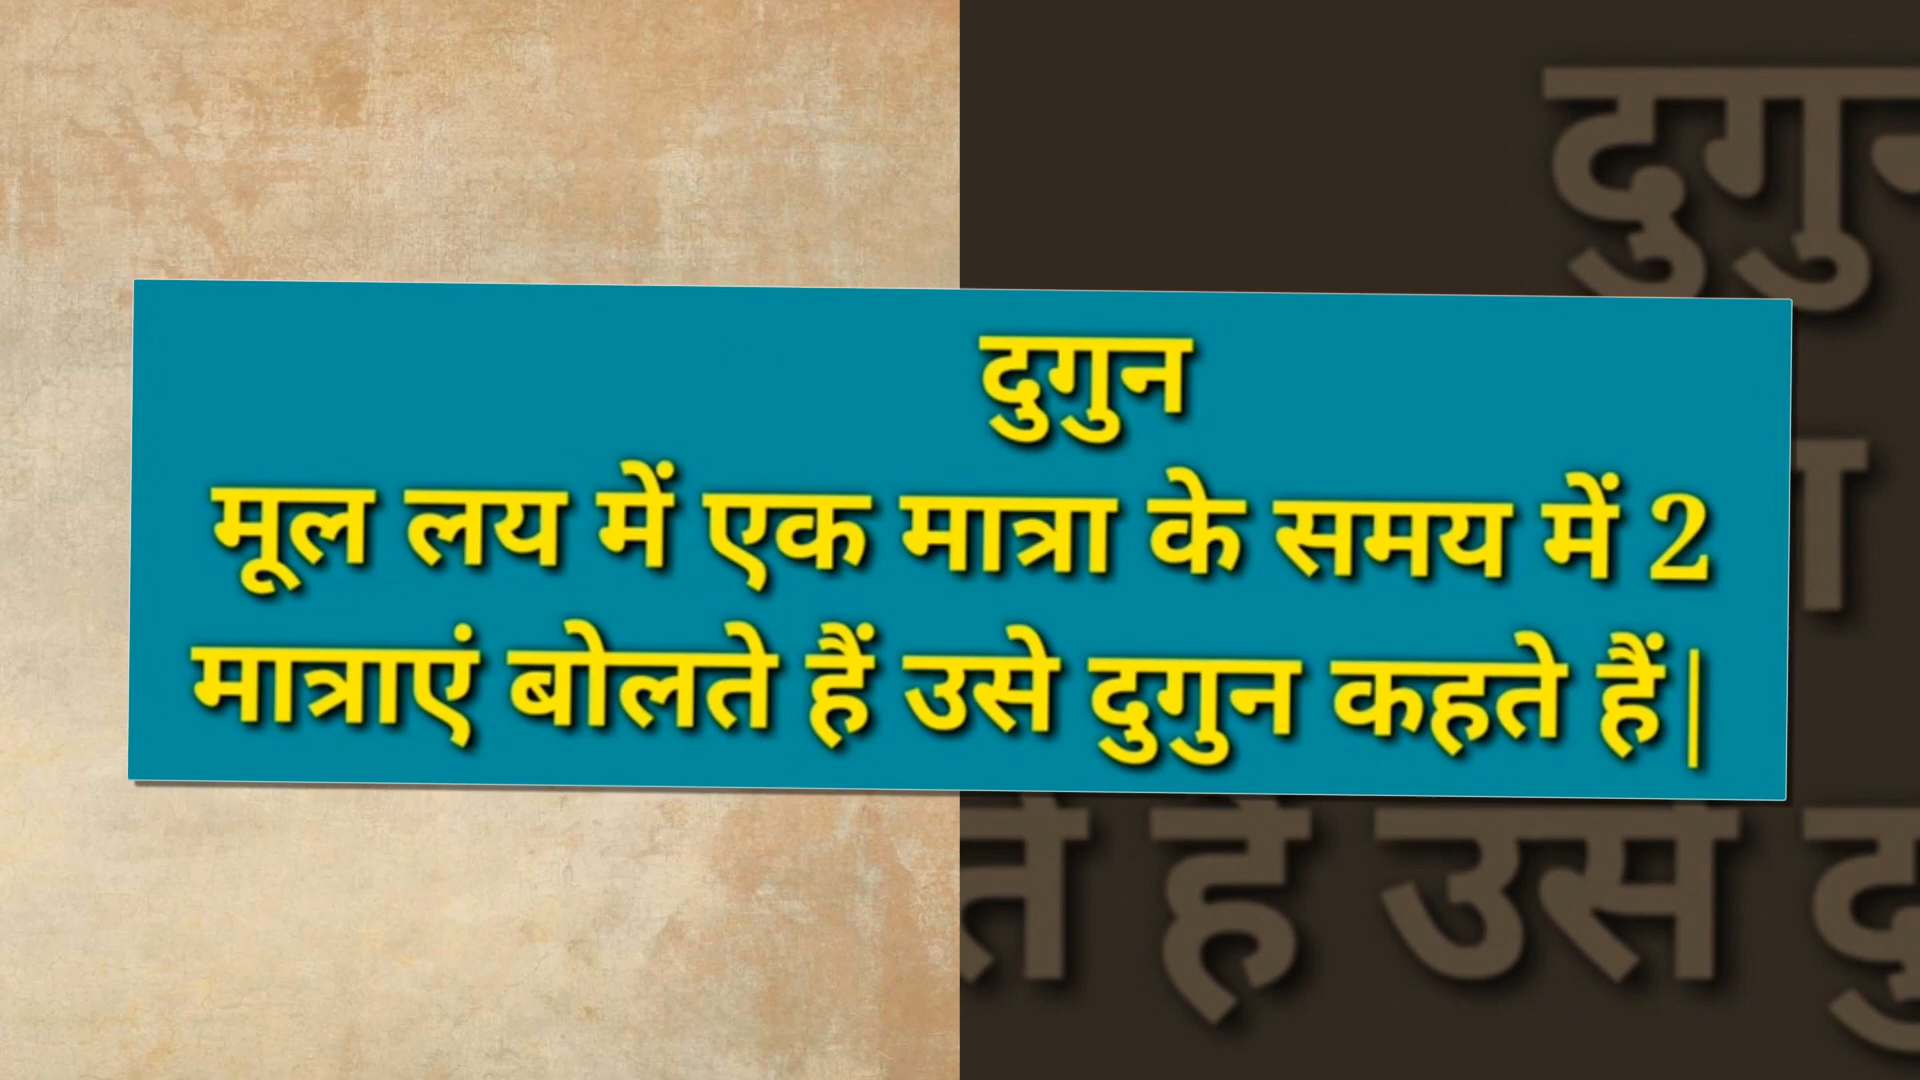 दुगुन
मूल लय में एक मात्रा के समय में 2
मात्राएं बोलते हैं उसे दुगुन कहते हैं|